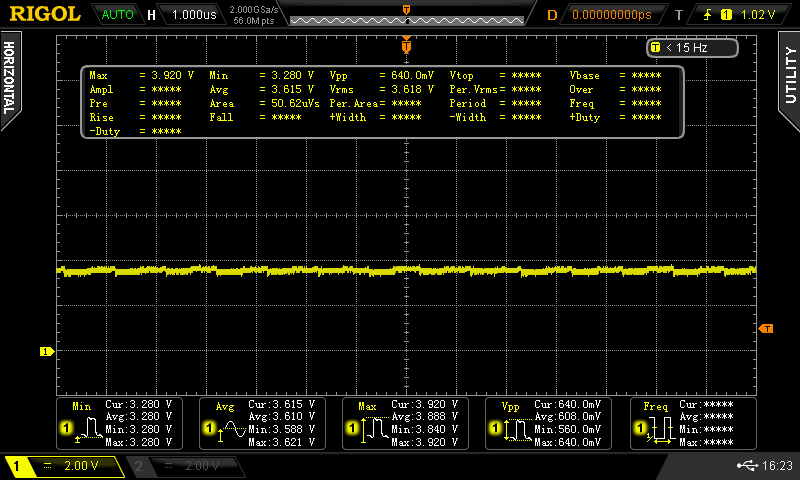 RIGOL AUTO H 1.000us 2.000GSa/s 56.0M pts D 0.00000000ps T 1 1.02 V
T < 15 Hz
HORIZONTAL
UTILITY
Max = 3.920 V Min = 3.280 V Vpp = 640.0mV Vtop = ***** Vbase = *****
Ampl = ***** Avg = 3.615 V Vrms = 3.618 V Per.Vrms= ***** Over = *****
Pre = ***** Area = 50.62uVs Per.Area= ***** Period = ***** Freq = *****
Rise = ***** Fall = ***** +Width = ***** -Width = ***** +Duty = *****
-Duty = *****
T
T
1
Min Cur:3.280 V
Avg:3.280 V
1 Min:3.280 V
Max:3.280 V
Avg Cur:3.615 V
Avg:3.610 V
1 Min:3.588 V
Max:3.621 V
Max Cur:3.920 V
Avg:3.888 V
1 Min:3.840 V
Max:3.920 V
Vpp Cur:640.0mV
Avg:608.0mV
1 Min:560.0mV
Max:640.0mV
Freq Cur:*****
Avg:*****
1 Min:*****
Max:*****
1 2.00 V 2 2.00 V 16:23